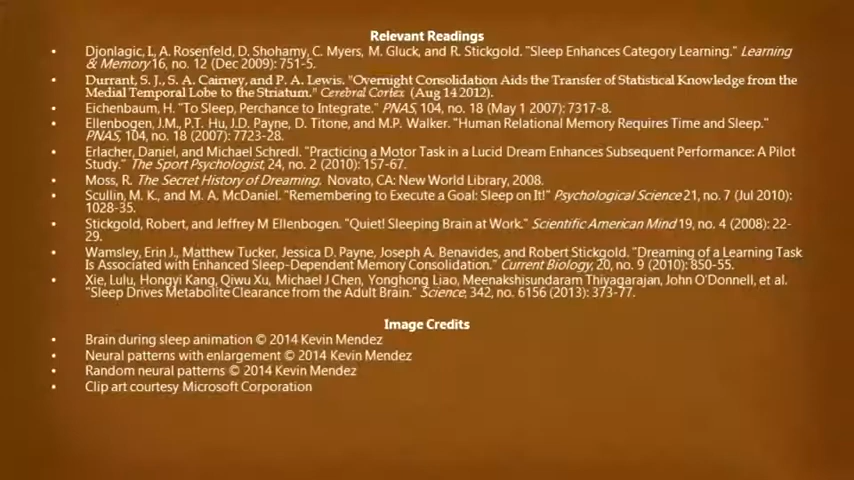 Relevant Readings
• Djonlagic, I., A. Rosenfeld, D. Shohamy, C. Myers, M. Gluck, and R. Stickgold. "Sleep Enhances Category Learning." Learning
& Memory 16, no. 12 (Dec 2009): 751-5.
• Durrant, S. J., S. A. Cairney, and P. A. Lewis. "Overnight Consolidation Aids the Transfer of Statistical Knowledge from the
Medial Temporal Lobe to the Striatum." Cerebral Cortex (Aug 14 2012).
• Eichenbaum, H. "To Sleep, Perchance to Integrate." PNAS, 104, no. 18 (May 1 2007): 7317-8.
• Ellenbogen, J.M., P.T. Hu, J.D. Payne, D. Titone, and M.P. Walker. "Human Relational Memory Requires Time and Sleep."
PNAS, 104, no. 18 (2007): 7723-28.
• Erlacher, Daniel, and Michael Schredl. "Practicing a Motor Task in a Lucid Dream Enhances Subsequent Performance: A Pilot
Study." The Sport Psychologist, 24, no. 2 (2010): 157-67.
• Moss, R. The Secret History of Dreaming. Novato, CA: New World Library, 2008.
• Scullin, M. K., and M. A. McDaniel. "Remembering to Execute a Goal: Sleep on It!" Psychological Science 21, no. 7 (Jul 2010):
1028-35.
• Stickgold, Robert, and Jeffrey M Ellenbogen. "Quiet! Sleeping Brain at Work." Scientific American Mind 19, no. 4 (2008): 22-
29.
• Wamsley, Erin J., Matthew Tucker, Jessica D. Payne, Joseph A. Benavides, and Robert Stickgold. "Dreaming of a Learning Task
Is Associated with Enhanced Sleep-Dependent Memory Consolidation." Current Biology, 20, no. 9 (2010): 850-55.
• Xie, Lulu, Hongyi Kang, Qiwu Xu, Michael J Chen, Yonghong Liao, Meenakshisundaram Thiyagarajan, John O'Donnell, et al.
"Sleep Drives Metabolite Clearance from the Adult Brain." Science, 342, no. 6156 (2013): 373-77.
Image Credits
• Brain during sleep animation © 2014 Kevin Mendez
• Neural patterns with enlargement © 2014 Kevin Mendez
• Random neural patterns © 2014 Kevin Mendez
• Clip art courtesy Microsoft Corporation